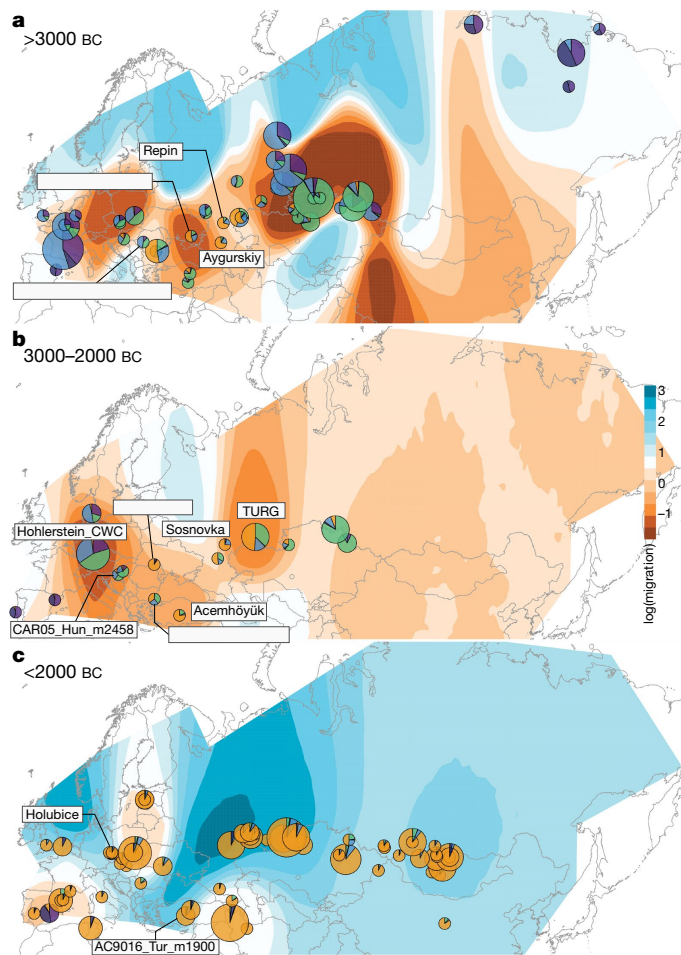 a
>3000 BC
Repin
Aygurskiy
b
3000–2000 BC
3
2
1
0
−1
log(migration)
TURG
Hohlerstein_CWC
Sosnovka
Acemhöyük
CAR05_Hun_m2458
c
<2000 BC
Holubice
AC9016_Tur_m1900